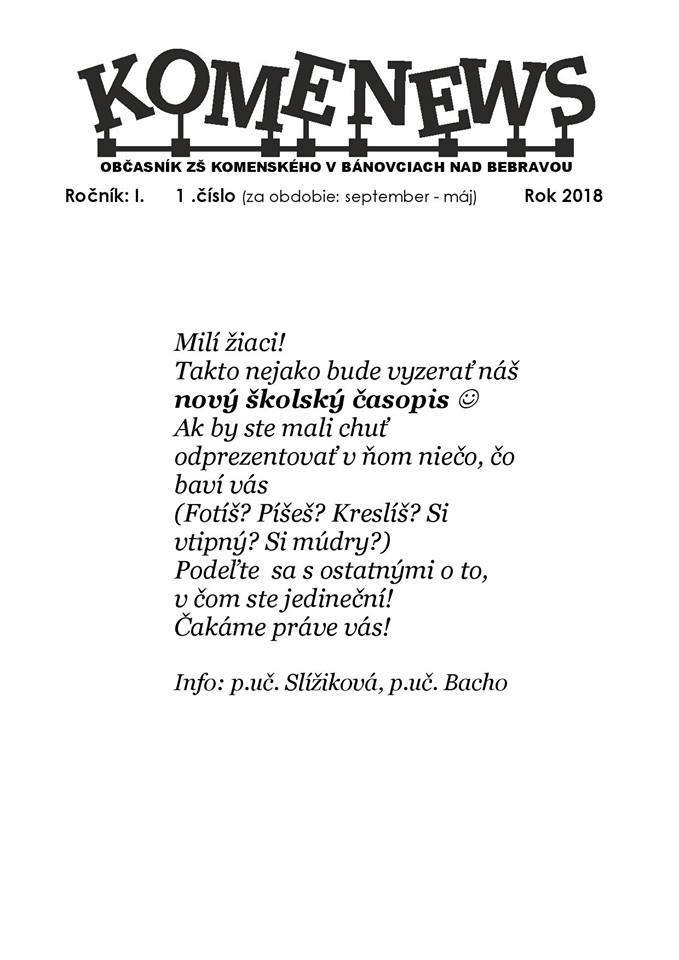 KOMENEWS
OBČASNÍK ZŠ KOMENSKÉHO V BÁNOVCIACH NAD BEBRAVOU
Ročník: I. 1 .číslo (za obdobie: september - máj) Rok 2018
Milí žiaci!
Takto nejako bude vyzerať náš
nový školský časopis ☺
Ak by ste mali chuť
odprezentovať v ňom niečo, čo
baví vás
(Fotíš? Píšeš? Kreslíš? Si
vtipný? Si múdry?)
Podeľte sa s ostatnými o to,
v čom ste jedineční!
Čakáme práve vás!
Info: p.uč. Slížiková, p.uč. Bacho